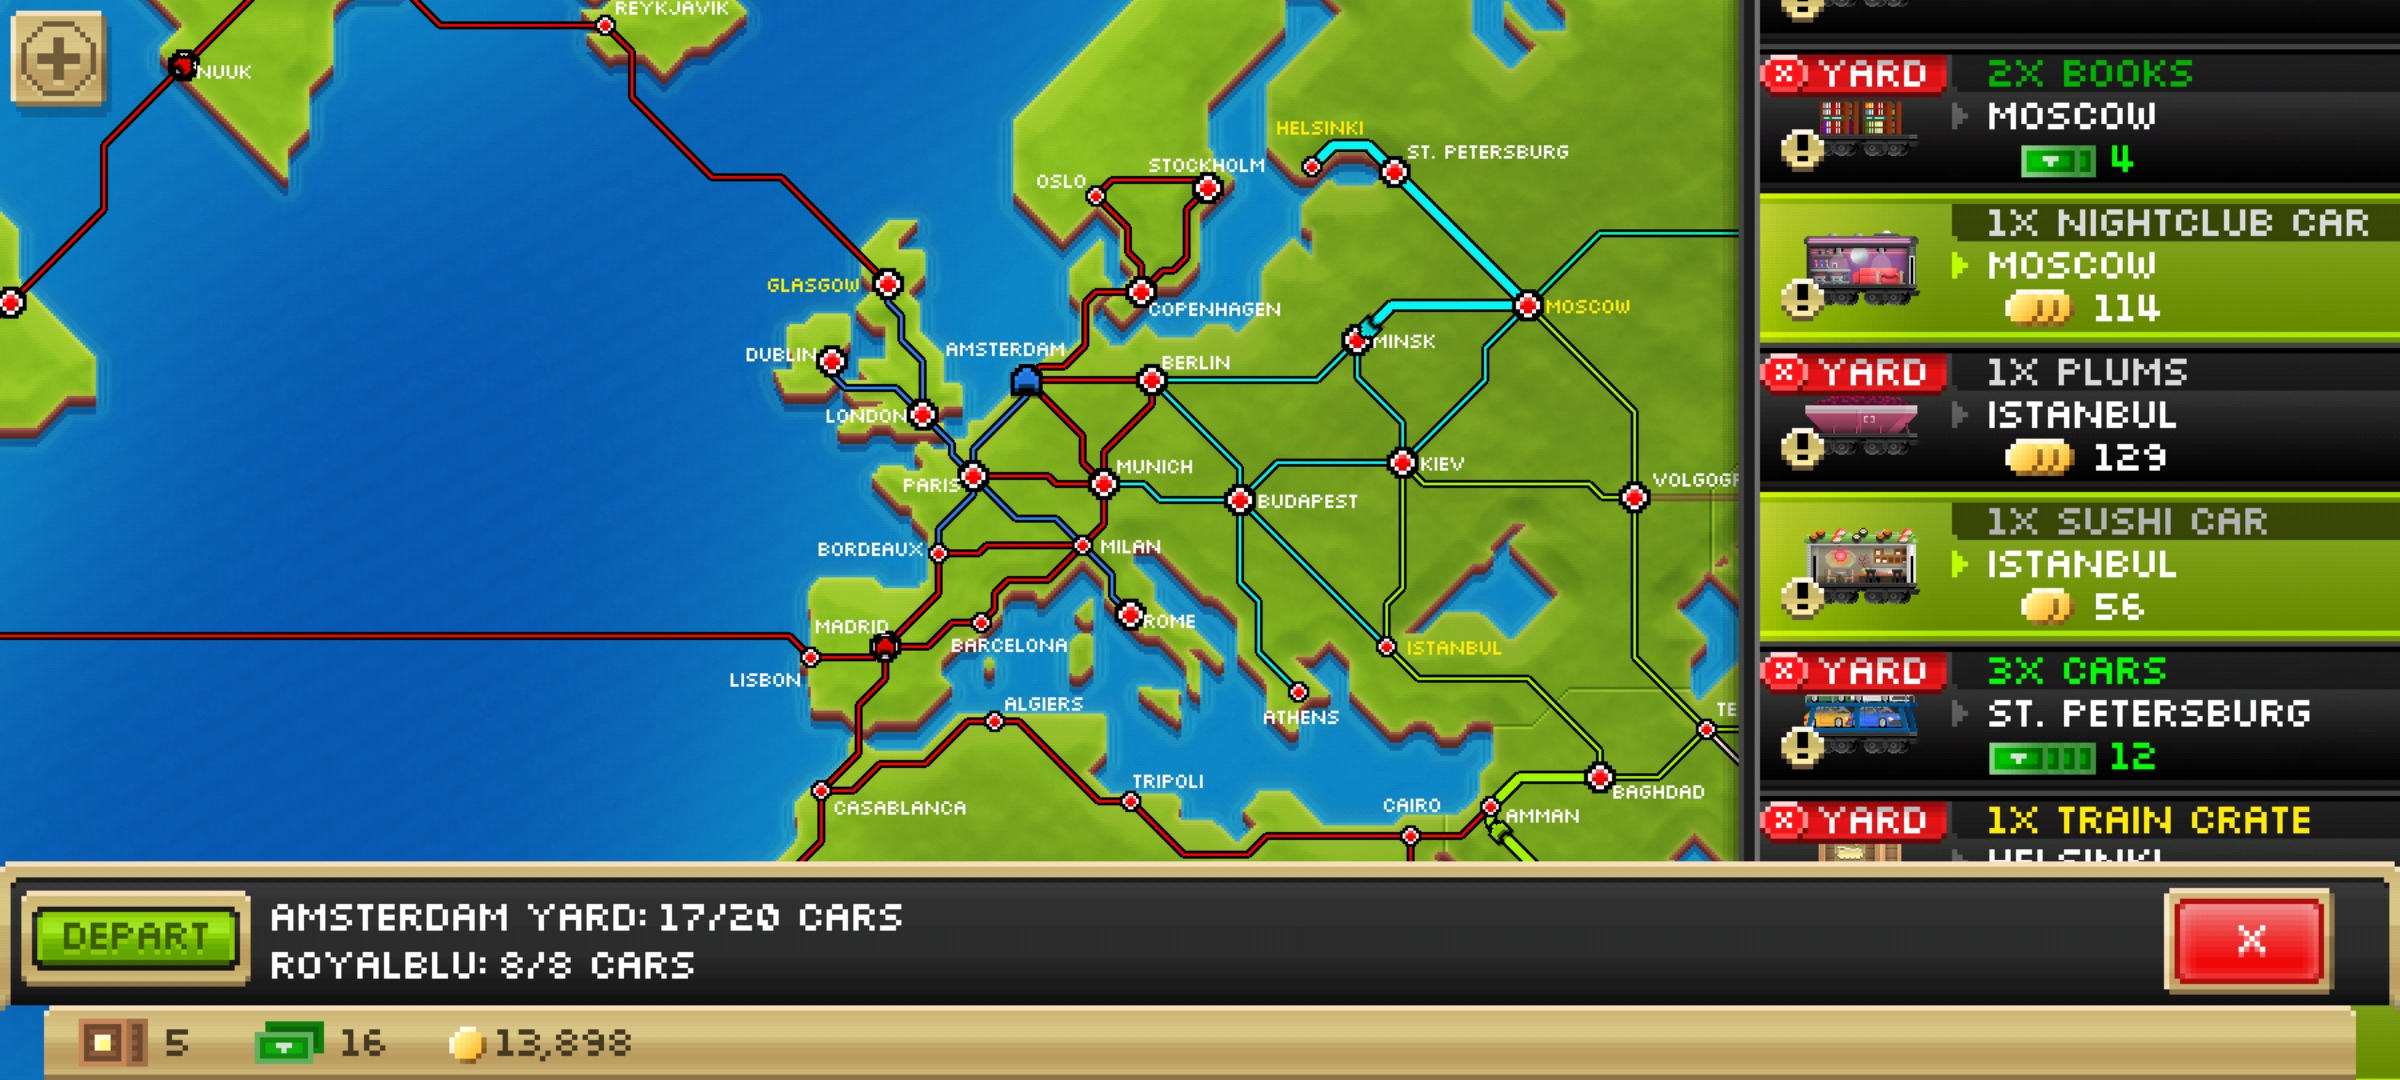 REYKJAVIK
NUUK
HELSINKI
ST. PETERSBURG
STOCKHOLM
OSLO
GLASGOW
COPENHAGEN
MOSCOW
MINSK
AMSTERDAM
DUBLIN
BERLIN
LONDON
MUNICH
KIEV
PARIS
BUDAPEST
VOLGOGR
BORDEAUX
MILAN
MADRID
ROME
BARCELONA
ISTANBUL
LISBON
ALGIERS
ATHENS
TE
TRIPOLI
CASABLANCA
CAIRO
AMMAN
BAGHDAD
YARD
2X BOOKS
MOSCOW
4
1X NIGHTCLUB CAR
MOSCOW
114
YARD
1X PLUMS
ISTANBUL
129
1X SUSHI CAR
ISTANBUL
56
YARD
3X CARS
ST. PETERSBURG
12
YARD
1X TRAIN CRATE
HELSINKI
DEPART
AMSTERDAM YARD: 17/20 CARS
ROYALBLU: 8/8 CARS
X
5
16
13,898